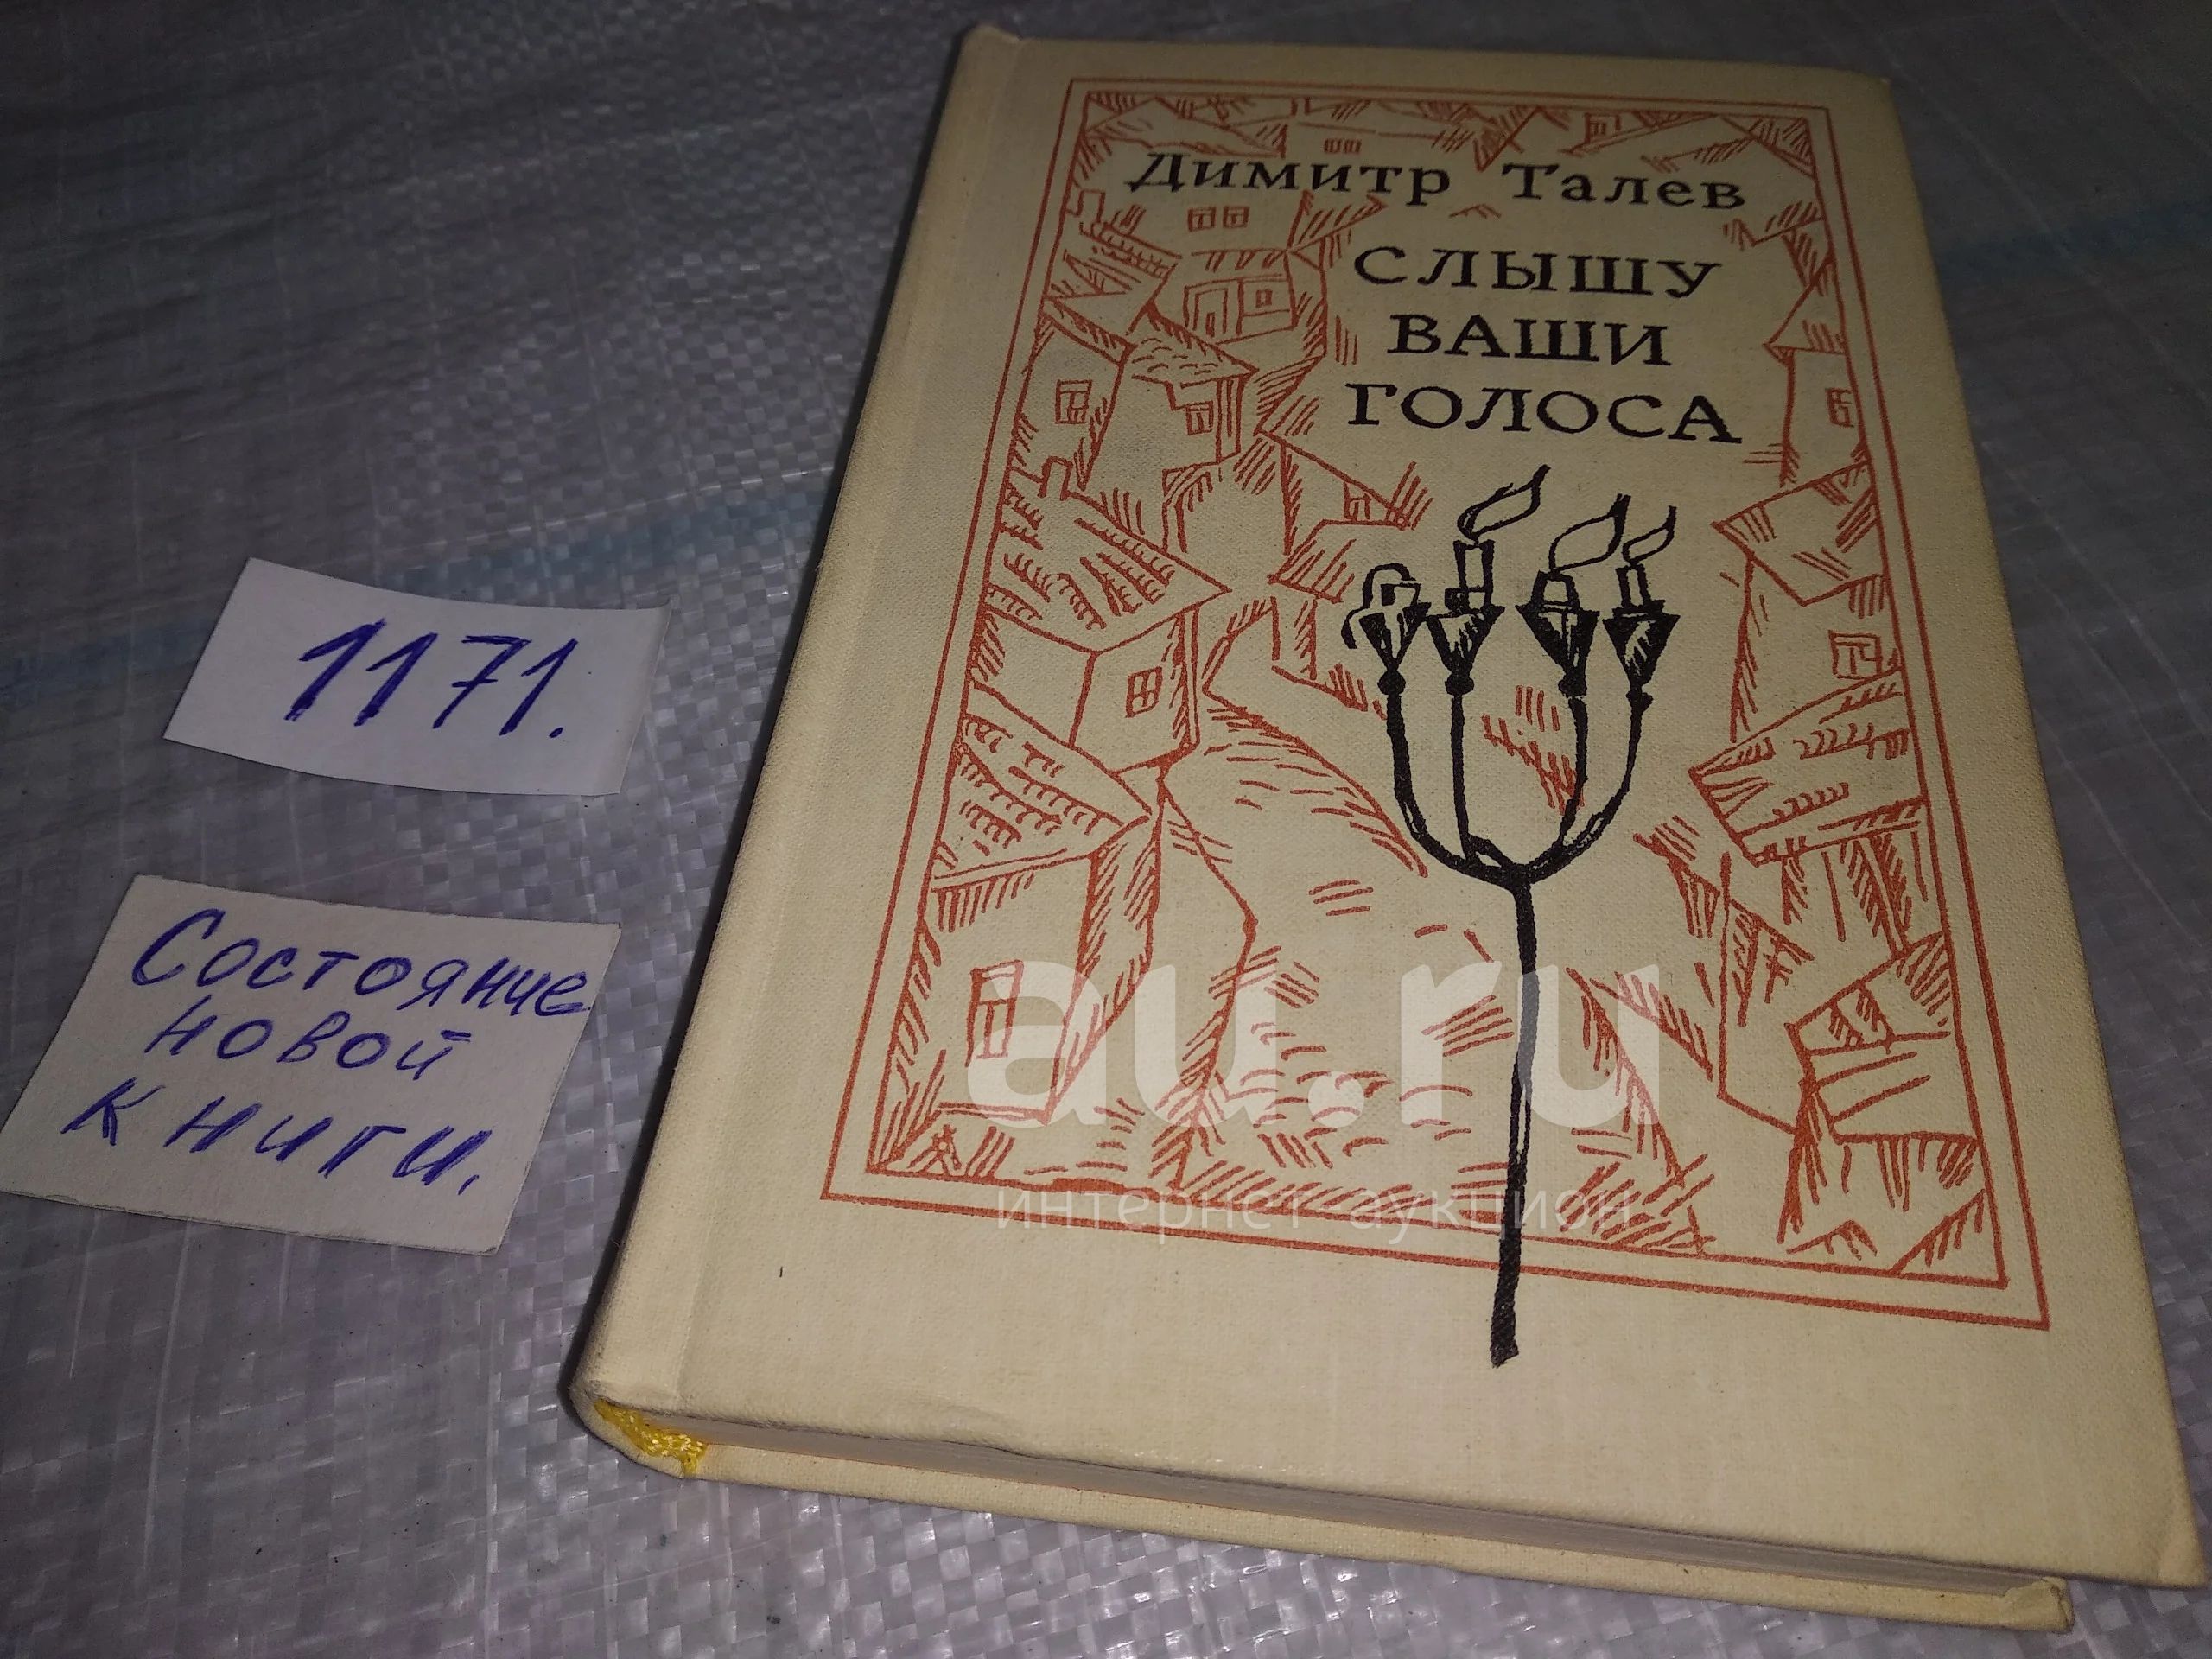 Димитр Талев
СЛЫШУ
ВАШИ
ГОЛОСА
1171.
Состояние
новой
книги.
au.ru
интернет аукцион